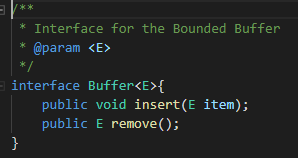 /**
 * Interface for the Bounded Buffer
 * @param <E>
 */
interface Buffer<E>{
    public void insert(E item);
    public E remove();
}